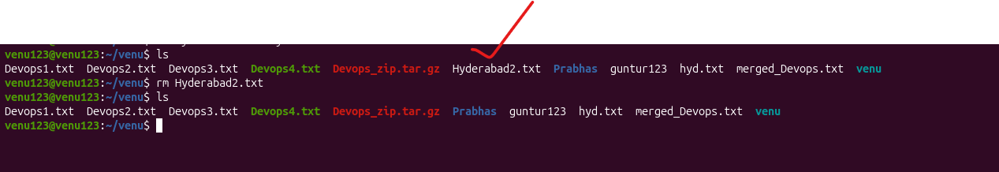 venu123@venu123:~/venu$ ls
Devops1.txt Devops2.txt Devops3.txt Devops4.txt Devops_zip.tar.gz Hyderabad2.txt Prabhas guntur123 hyd.txt merged_Devops.txt venu
venu123@venu123:~/venu$ rm Hyderabad2.txt
venu123@venu123:~/venu$ ls
Devops1.txt Devops2.txt Devops3.txt Devops4.txt Devops_zip.tar.gz Prabhas guntur123 hyd.txt merged_Devops.txt venu
venu123@venu123:~/venu$